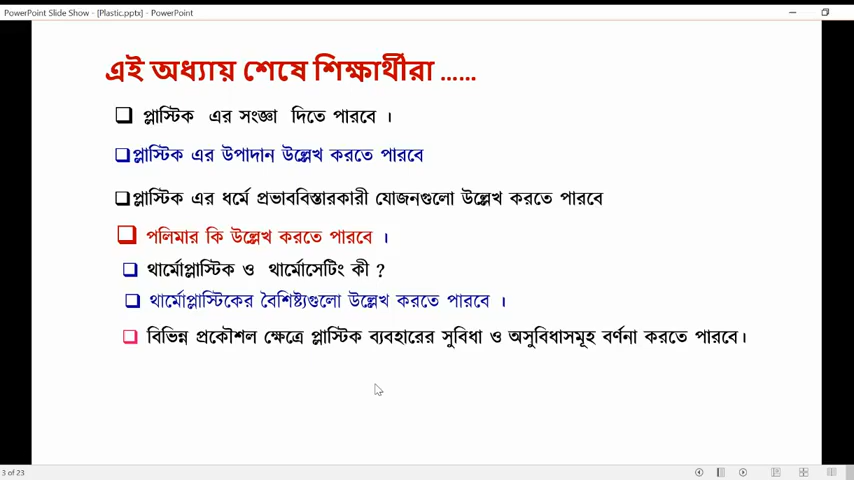 PowerPoint Slide Show - [Plastic.pptx] - PowerPoint
এই অধ্যায় শেষে শিক্ষার্থীরা ......
প্লাস্টিক এর সংজ্ঞা দিতে পারবে ।
প্লাস্টিক এর উপাদান উল্লেখ করতে পারবে
প্লাস্টিক এর ধর্মে প্রভাববিস্তারকারী যোজনগুলো উল্লেখ করতে পারবে
পলিমার কি উল্লেখ করতে পারবে ।
থার্মোপ্লাস্টিক ও থার্মোসেটিং কী ?
থার্মোপ্লাস্টিকের বৈশিষ্ট্যগুলো উল্লেখ করতে পারবে ।
বিভিন্ন প্রকৌশল ক্ষেত্রে প্লাস্টিক ব্যবহারের সুবিধা ও অসুবিধাসমূহ বর্ণনা করতে পারবে।
3 of 23